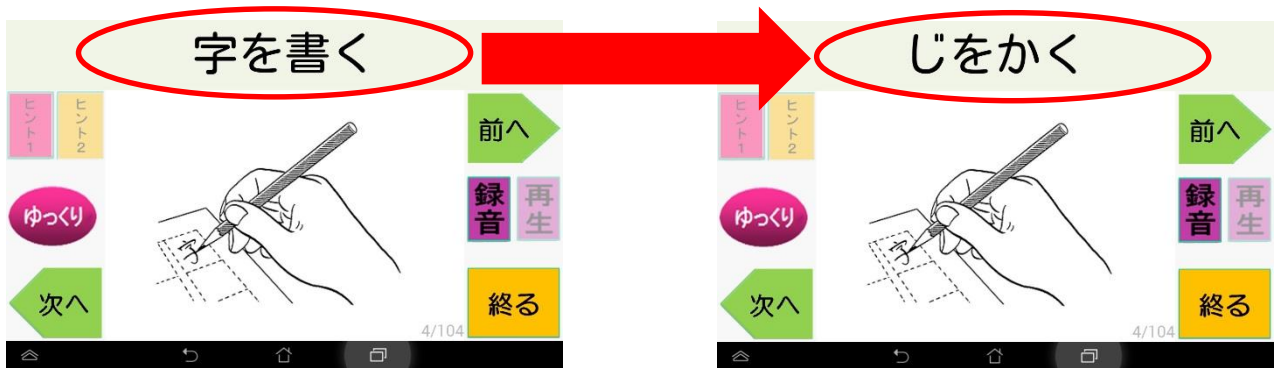 字を書く
ヒント1
ヒント2
前へ
ゆっくり
録音
再生
字
次へ
終る
4/104
じをかく
ヒント1
ヒント2
前へ
ゆっくり
録音
再生
字
次へ
終る
4/104